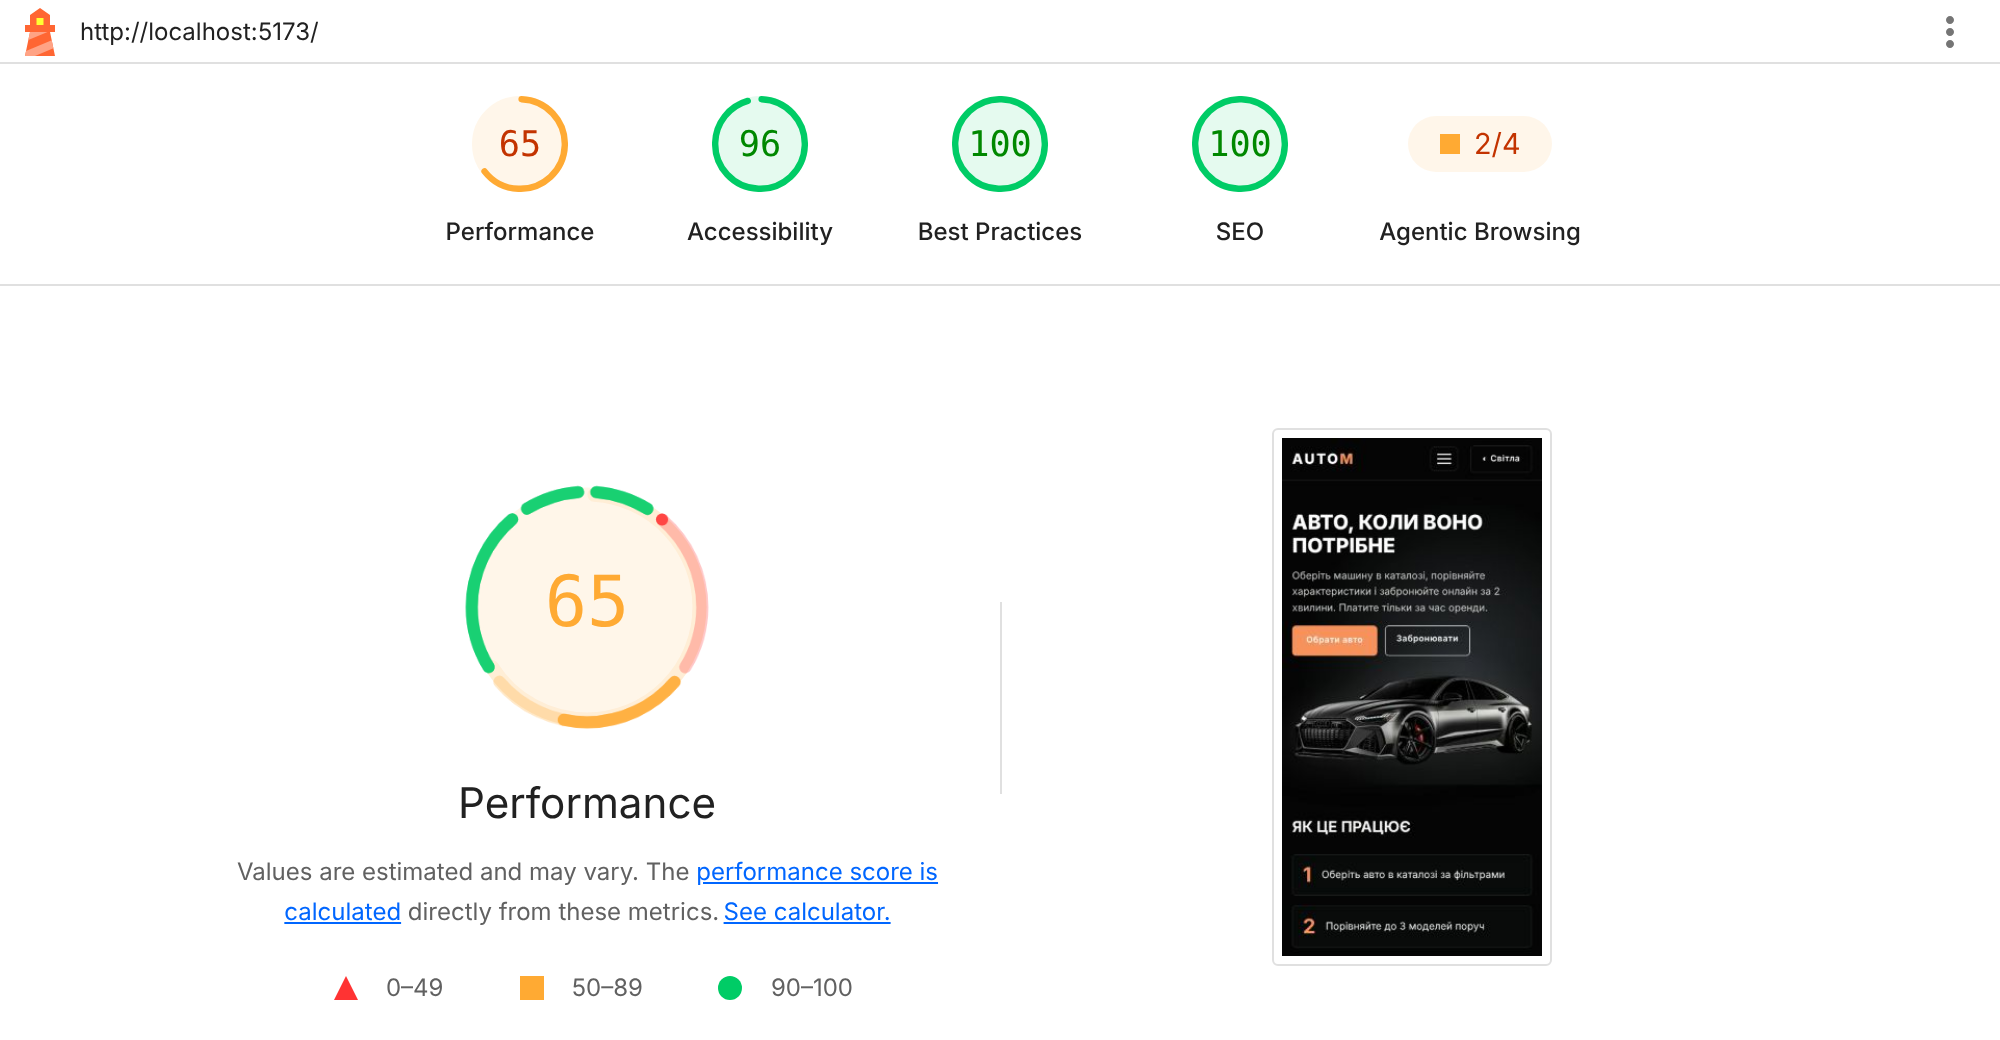 http://localhost:5173/
65
96
100
100
2/4
Performance
Accessibility
Best Practices
SEO
Agentic Browsing
65
Performance
Values are estimated and may vary. The performance score is
calculated directly from these metrics. See calculator.
0–49
50–89
90–100
AUTOM
Світла
АВТО, КОЛИ ВОНО
ПОТРІБНЕ
Оберіть машину в каталозі, порівняйте
характеристики і забронюйте онлайн за 2
хвилини. Платите тільки за час оренди.
Обрати авто
Забронювати
ЯК ЦЕ ПРАЦЮЄ
1 Оберіть авто в каталозі за фільтрами
2 Порівняйте до 3 моделей поруч